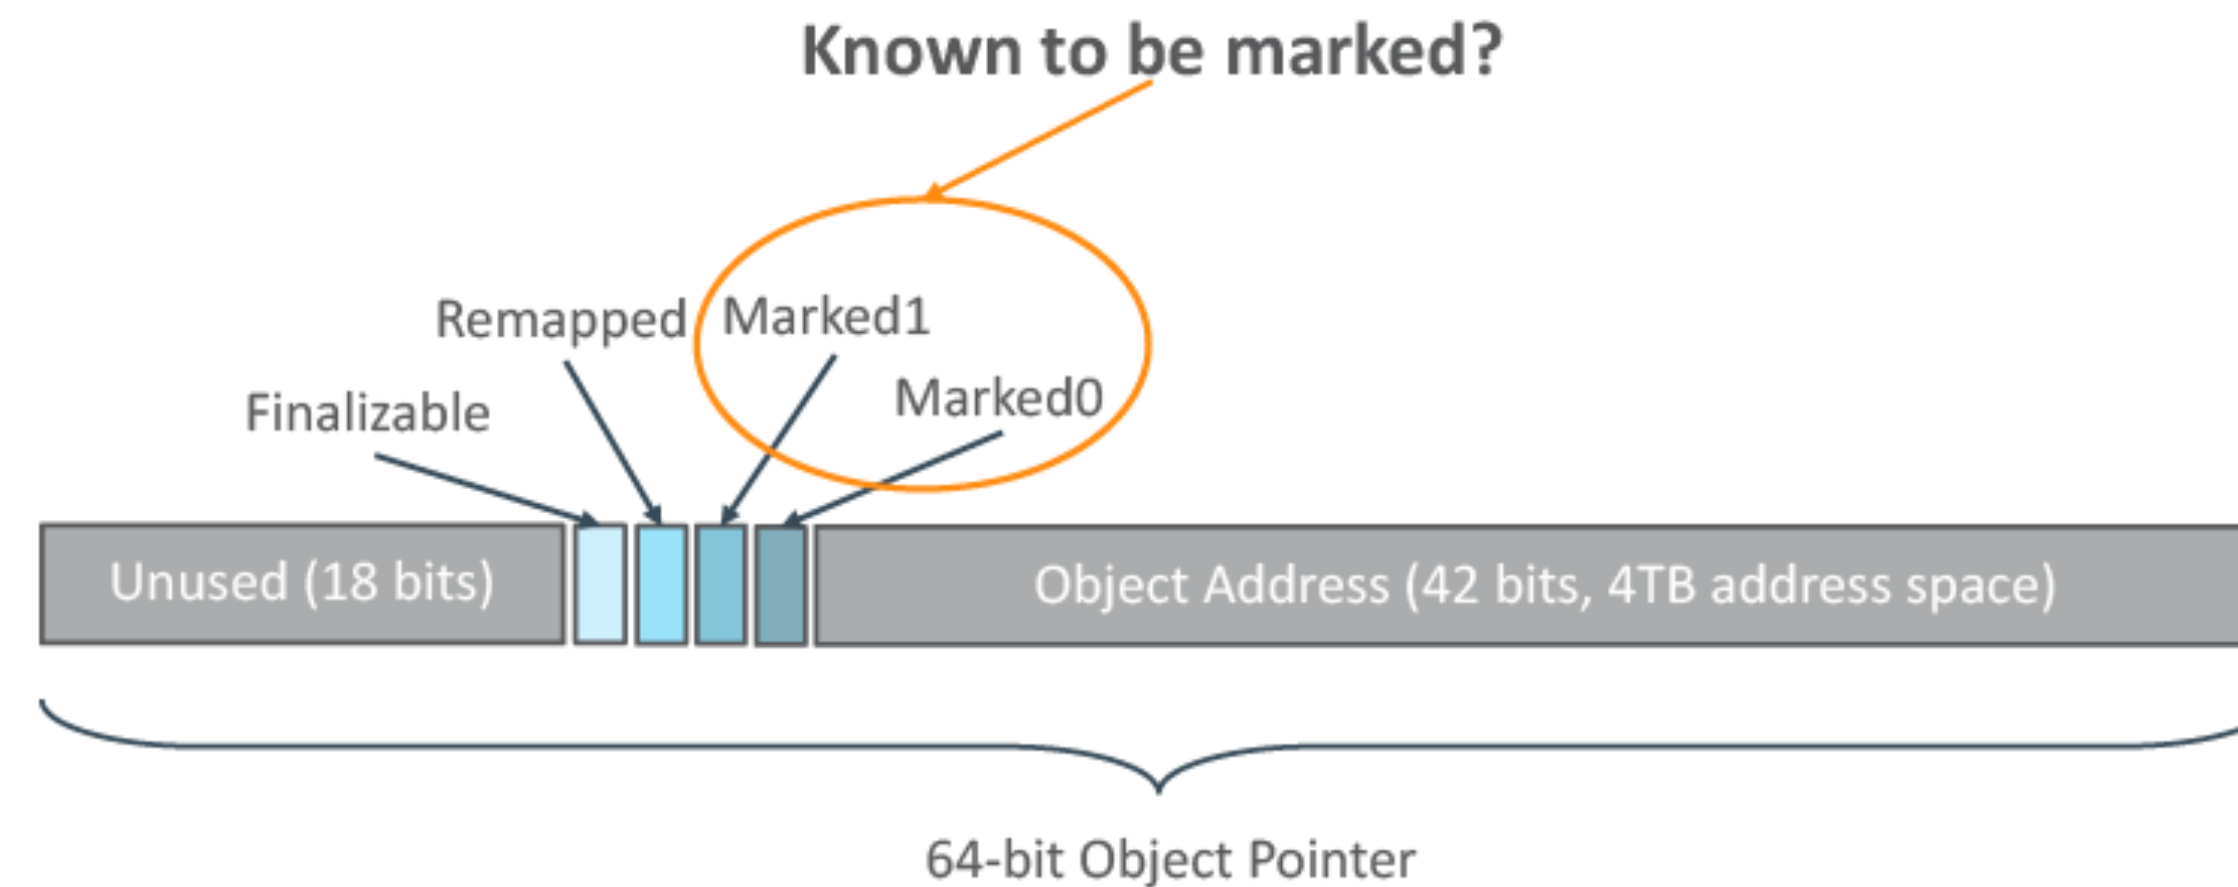 Known to be marked?
Remapped
Marked1
Marked0
Finalizable
Unused (18 bits)
Object Address (42 bits, 4TB address space)
64-bit Object Pointer